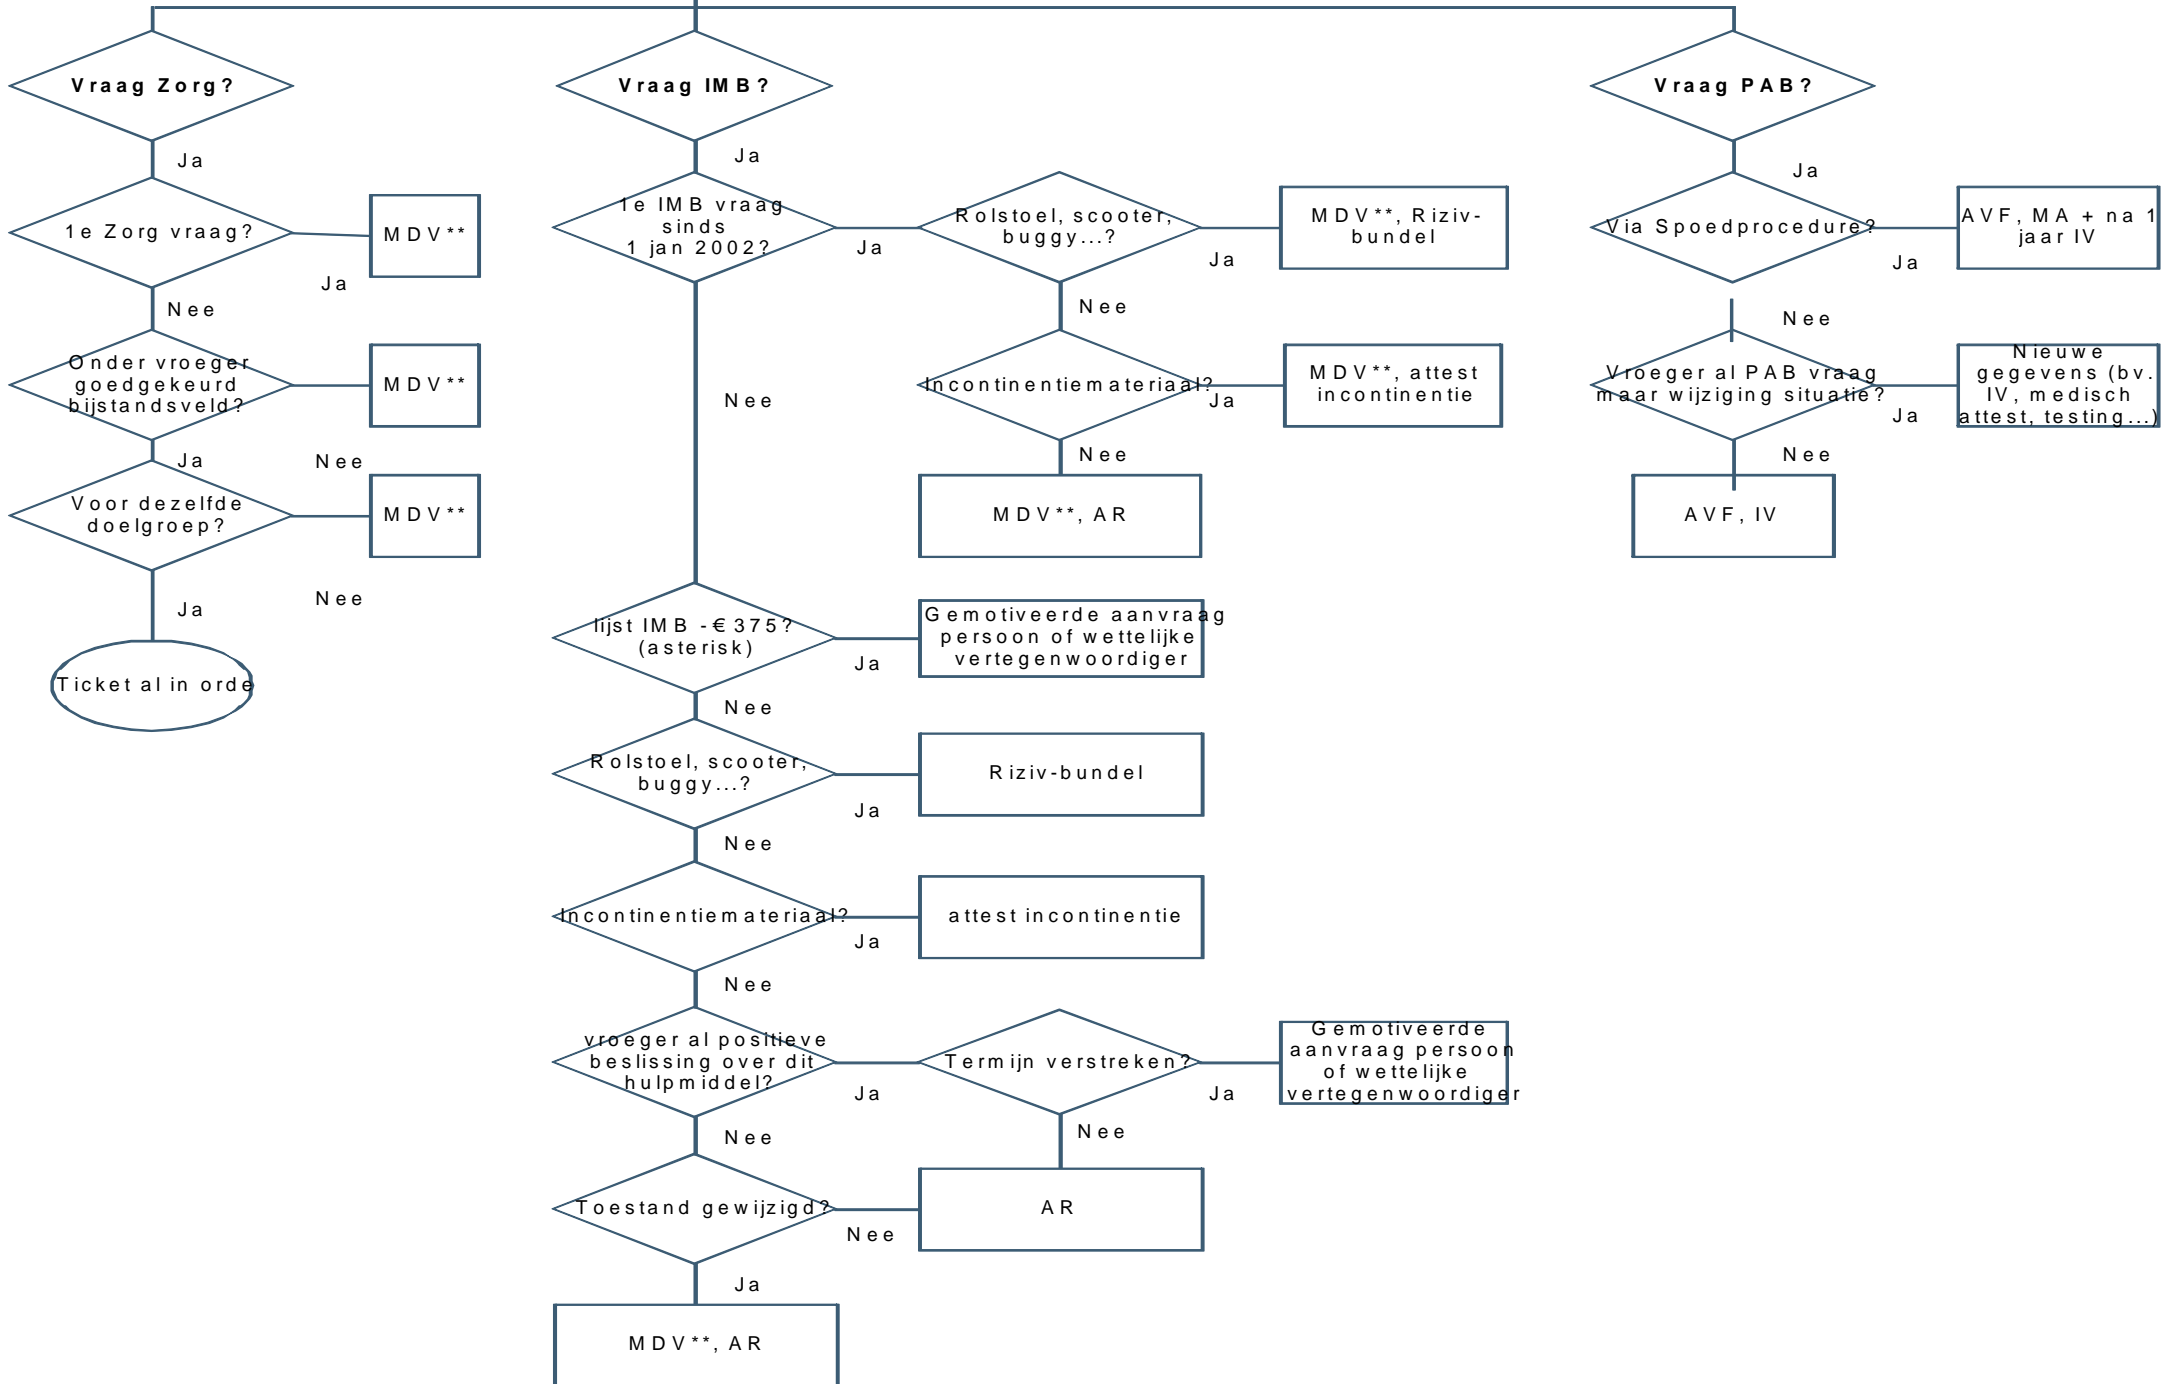 Vraag Zorg?
Vraag IMB?
Vraag PAB?
Ja
Ja
Ja
1e Zorg vraag?
MDV**
Ja
Nee
1e IMB vraag
sinds
1 jan 2002?
Ja
Rolstoel, scooter,
buggy...?
Ja
MDV**, Riziv-
bundel
Via Spoedprocedure?
Ja
AVF, MA + na 1
jaar IV
Nee
Nee
Onder vroeger
goedgekeurd
bijstandsveld?
MDV**
Nee
Incontinentiemateriaal?
Ja
MDV**, attest
incontinentie
Vroeger al PAB vraag
maar wijziging situatie?
Ja
Nieuwe
gegevens (bv.
IV, medisch
attest, testing...)
Ja
Nee
Nee
Nee
Voor dezelfde
doelgroep?
MDV**
MDV**, AR
AVF, IV
Ja
Nee
lijst IMB -€ 375?
(asterisk)
Ja
Gemotiveerde aanvraag
persoon of wettelijke
vertegenwoordiger
Ticket al in orde
Nee
Rolstoel, scooter,
buggy...?
Ja
Riziv-bundel
Nee
Incontinentiemateriaal?
Ja
attest incontinentie
Nee
vroeger al positieve
beslissing over dit
hulpmiddel?
Ja
Termijn verstreken?
Ja
Gemotiveerde
aanvraag persoon
of wettelijke
vertegenwoordiger
Nee
Nee
Toestand gewijzigd?
Nee
AR
Ja
MDV**, AR